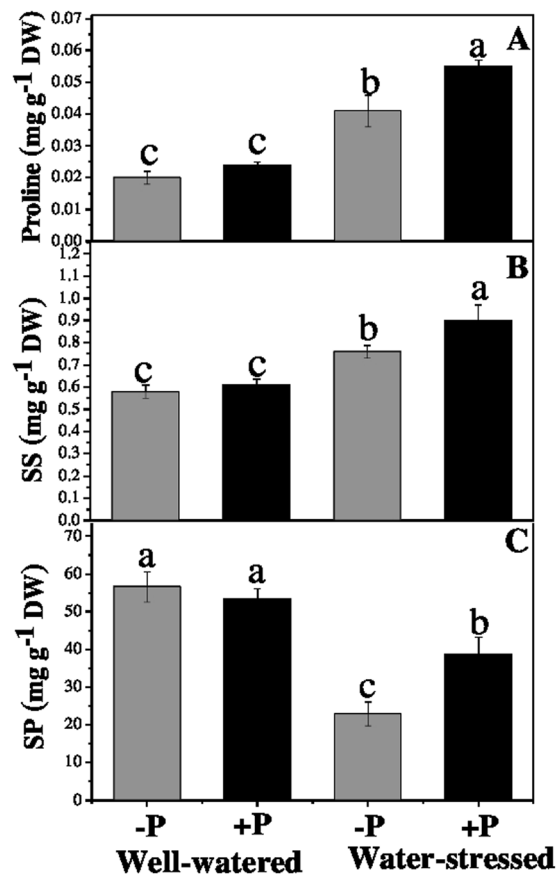 A
Proline (mg g-1 DW)
0.07
0.06
0.05
0.04
0.03
0.02
0.01
0.00
c
c
b
a
B
SS (mg g-1 DW)
1.2
1.1
1.0
0.9
0.8
0.7
0.6
0.5
0.4
0.3
0.2
0.1
0.0
c
c
b
a
C
SP (mg g-1 DW)
70
60
50
40
30
20
10
0
a
a
c
b
-P +P -P +P
Well-watered Water-stressed